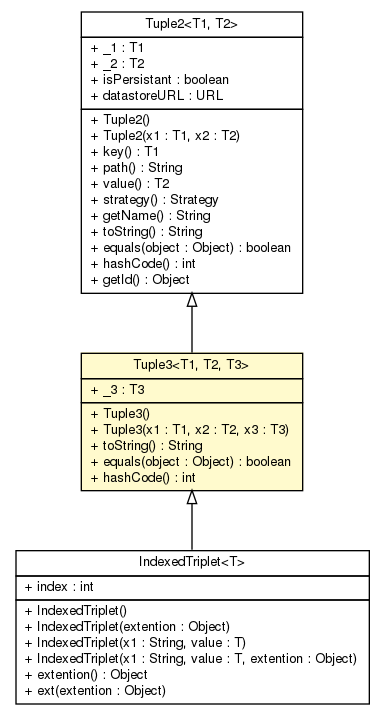 Tuple2<T1, T2>
+ _1 : T1
+ _2 : T2
+ isPersistant : boolean
+ datastoreURL : URL
+ Tuple2()
+ Tuple2(x1 : T1, x2 : T2)
+ key() : T1
+ path() : String
+ value() : T2
+ strategy() : Strategy
+ getName() : String
+ toString() : String
+ equals(object : Object) : boolean
+ hashCode() : int
+ getId() : Object
Tuple3<T1, T2, T3>
+ _3 : T3
+ Tuple3()
+ Tuple3(x1 : T1, x2 : T2, x3 : T3)
+ toString() : String
+ equals(object : Object) : boolean
+ hashCode() : int
IndexedTriplet<T>
+ index : int
+ IndexedTriplet()
+ IndexedTriplet(extention : Object)
+ IndexedTriplet(x1 : String, value : T)
+ IndexedTriplet(x1 : String, value : T, extention : Object)
+ extention() : Object
+ ext(extention : Object)